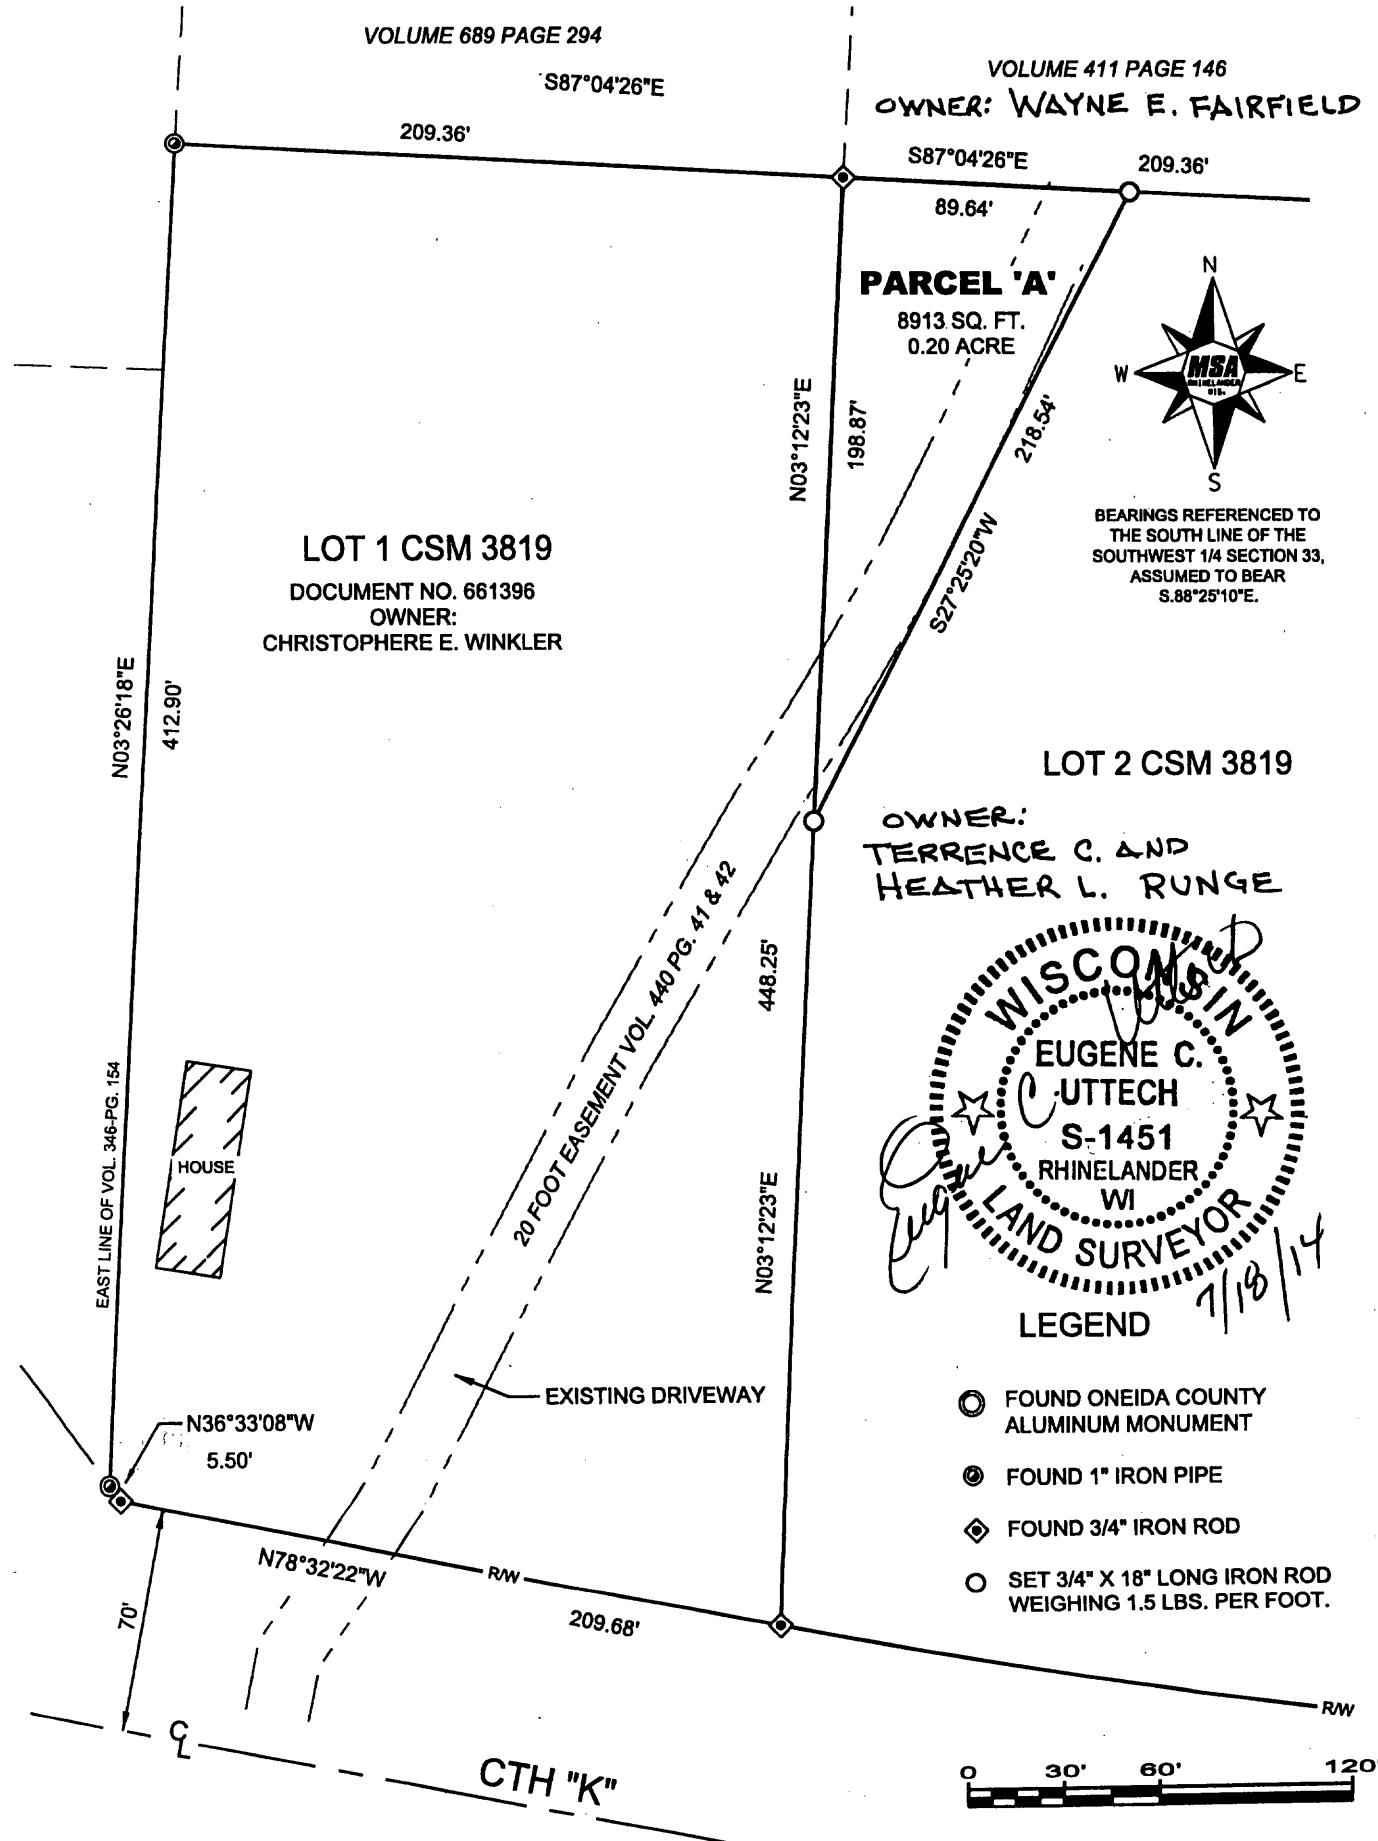 VOLUME 689 PAGE 294
S87°04'26"E
VOLUME 411 PAGE 146
OWNER: WAYNE E. FAIRFIELD
209.36'
S87°04'26"E
209.36'
89.64'
PARCEL 'A'
8913 SQ. FT.
0.20 ACRE
N
W
MSA
RHINELANDER
WIS.
E
S
N03°12'23"E
198.87'
218.54'
S27°25'20"W
BEARINGS REFERENCED TO
THE SOUTH LINE OF THE
SOUTHWEST 1/4 SECTION 33,
ASSUMED TO BEAR
S.88°25'10"E.
LOT 1 CSM 3819
DOCUMENT NO. 661396
OWNER:
CHRISTOPHERE E. WINKLER
N03°26'18"E
412.90'
LOT 2 CSM 3819
OWNER:
TERRENCE C. AND
HEATHER L. RUNGE
20 FOOT EASEMENT VOL. 440 PG. 41 & 42
448.25'
N03°12'23"E
EAST LINE OF VOL. 346-PG. 154
HOUSE
WISCONSIN
EUGENE C.
UTTECH
S-1451
RHINELANDER
WI
LAND SURVEYOR
Eugene C. Uttech
7/18/14
EXISTING DRIVEWAY
N36°33'08"W
5.50'
N78°32'22"W
R/W
209.68'
70'
LEGEND
FOUND ONEIDA COUNTY
ALUMINUM MONUMENT
FOUND 1" IRON PIPE
FOUND 3/4" IRON ROD
SET 3/4" X 18" LONG IRON ROD
WEIGHING 1.5 LBS. PER FOOT.
R/W
CL
CTH "K"
0 30' 60' 120'